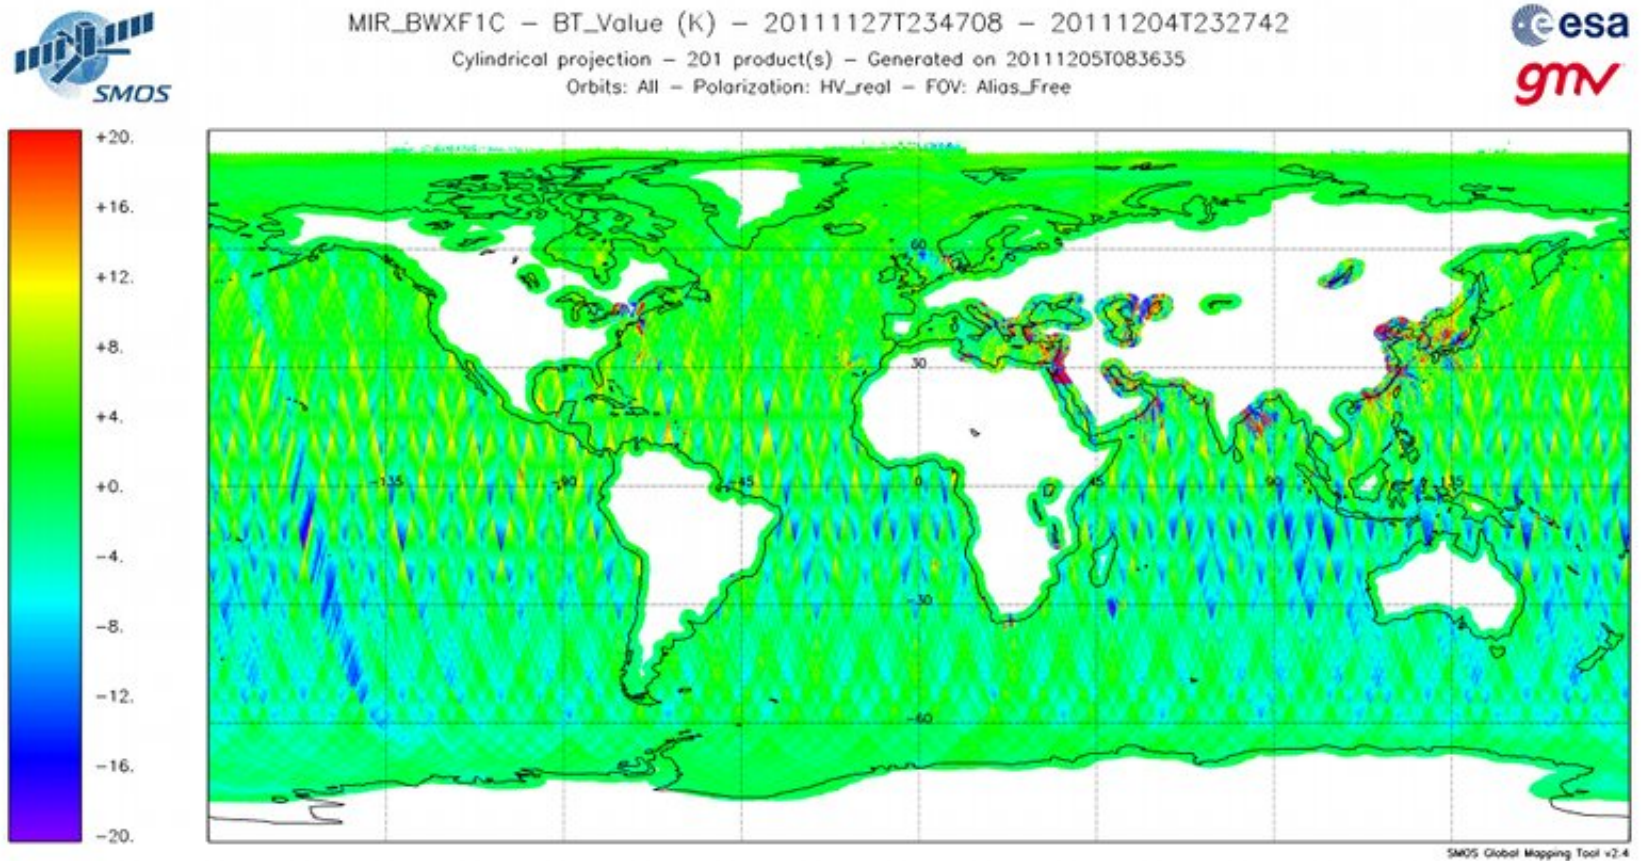 MIR_BWXF1C – BT_Value (K) – 20111127T234708 – 20111204T232742
Cylindrical projection – 201 product(s) – Generated on 20111205T083635
Orbits: All – Polarization: HV_real – FOV: Alias_Free
SMOS
esa
gmv
+20.
+16.
+12.
+8.
+4.
+0.
-4.
-8.
-12.
-16.
-20.
60
30
-135 -90 -45 0 45 90 135
-30
-60
SMOS Global Mapping Tool v2.4